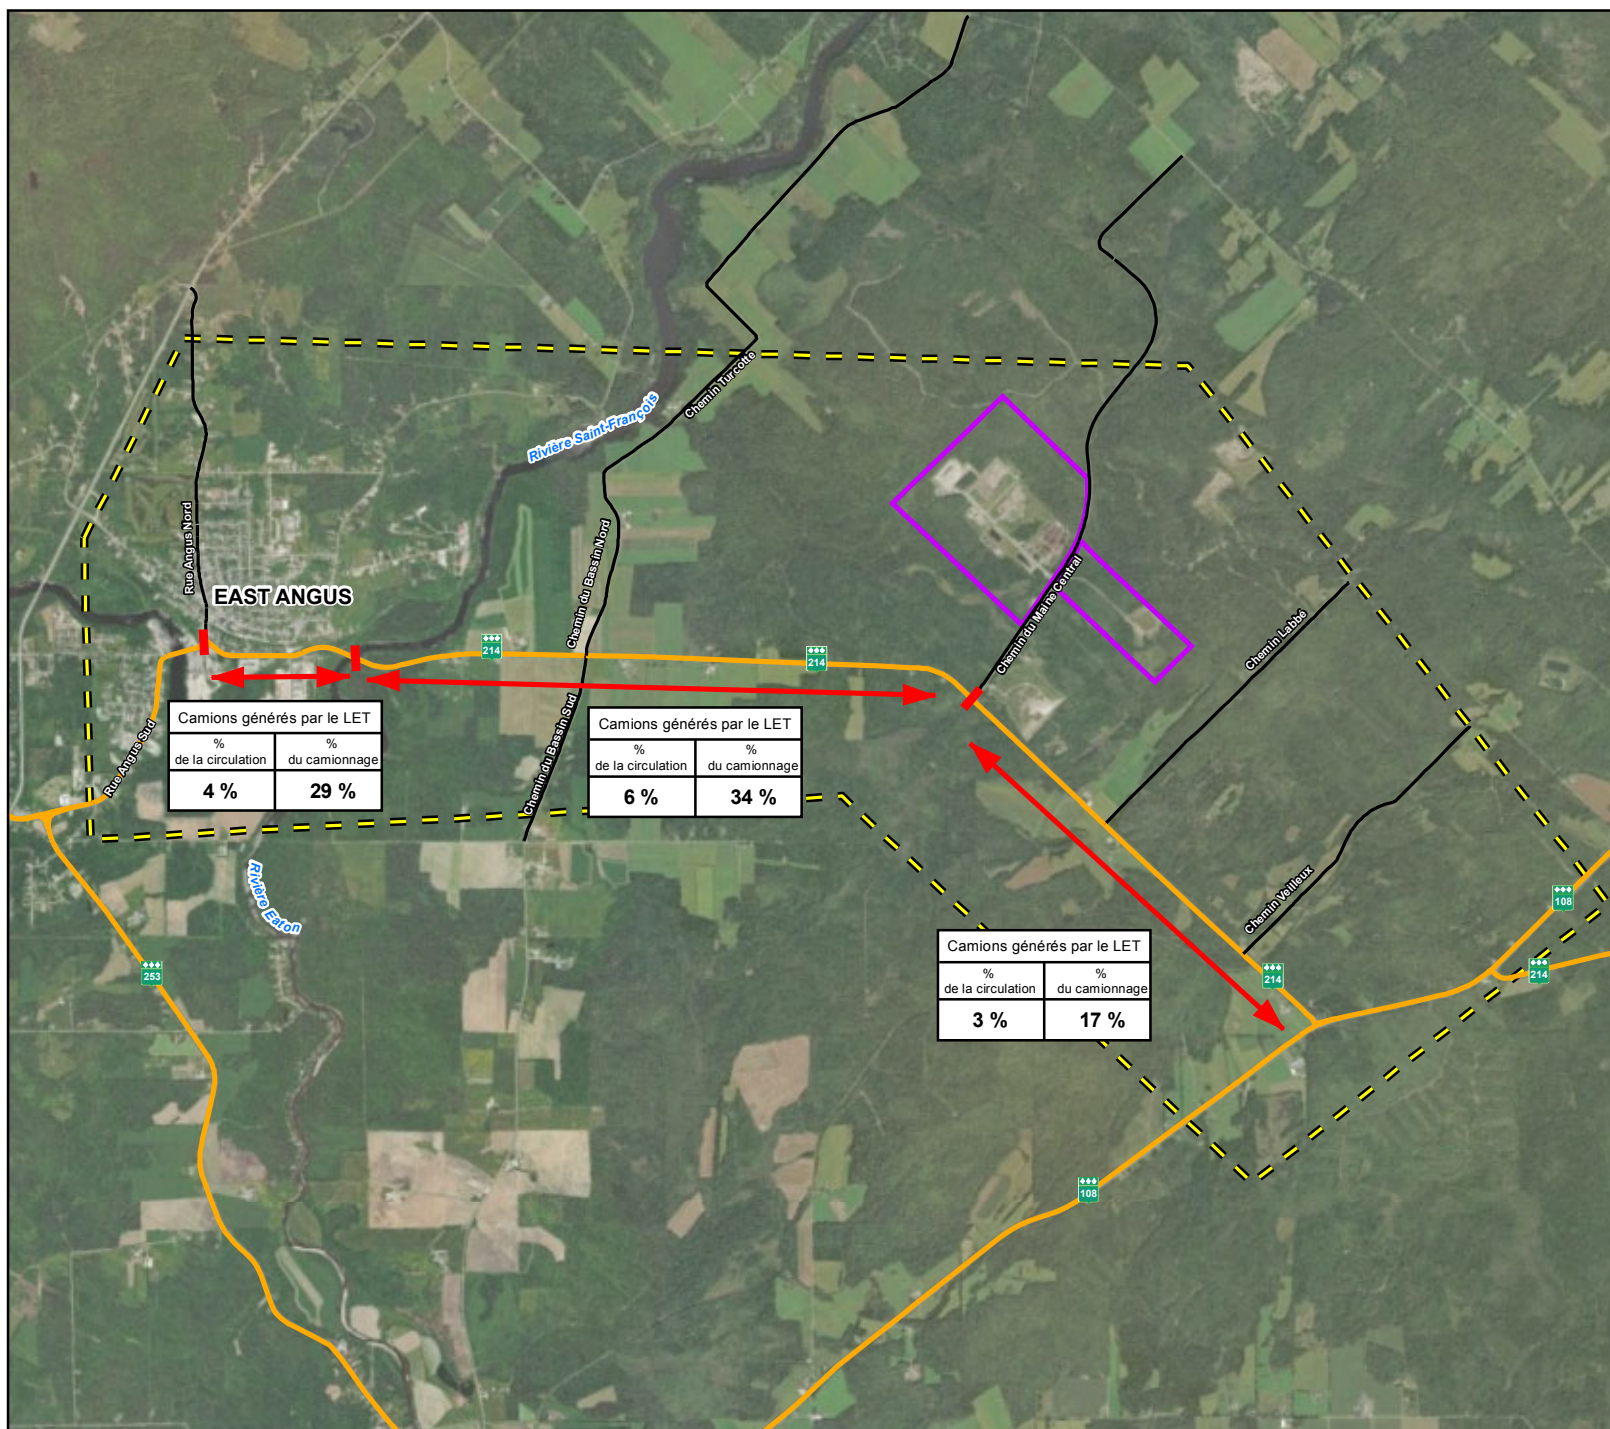 Chemin Turcotte
Rivière Saint-François
Rue Angus Nord
Chemin du Bassin Nord
EAST ANGUS
Chemin du Maine Central
Chemin Labbé
214
214
Rue Angus Sud
Chemin du Bassin Sud
Camions générés par le LET
%
de la circulation
%
du camionnage
4 %
29 %
Camions générés par le LET
%
de la circulation
%
du camionnage
6 %
34 %
Chemin Veilleux
Rivière Eaton
108
Camions générés par le LET
%
de la circulation
%
du camionnage
3 %
17 %
253
214
214
108